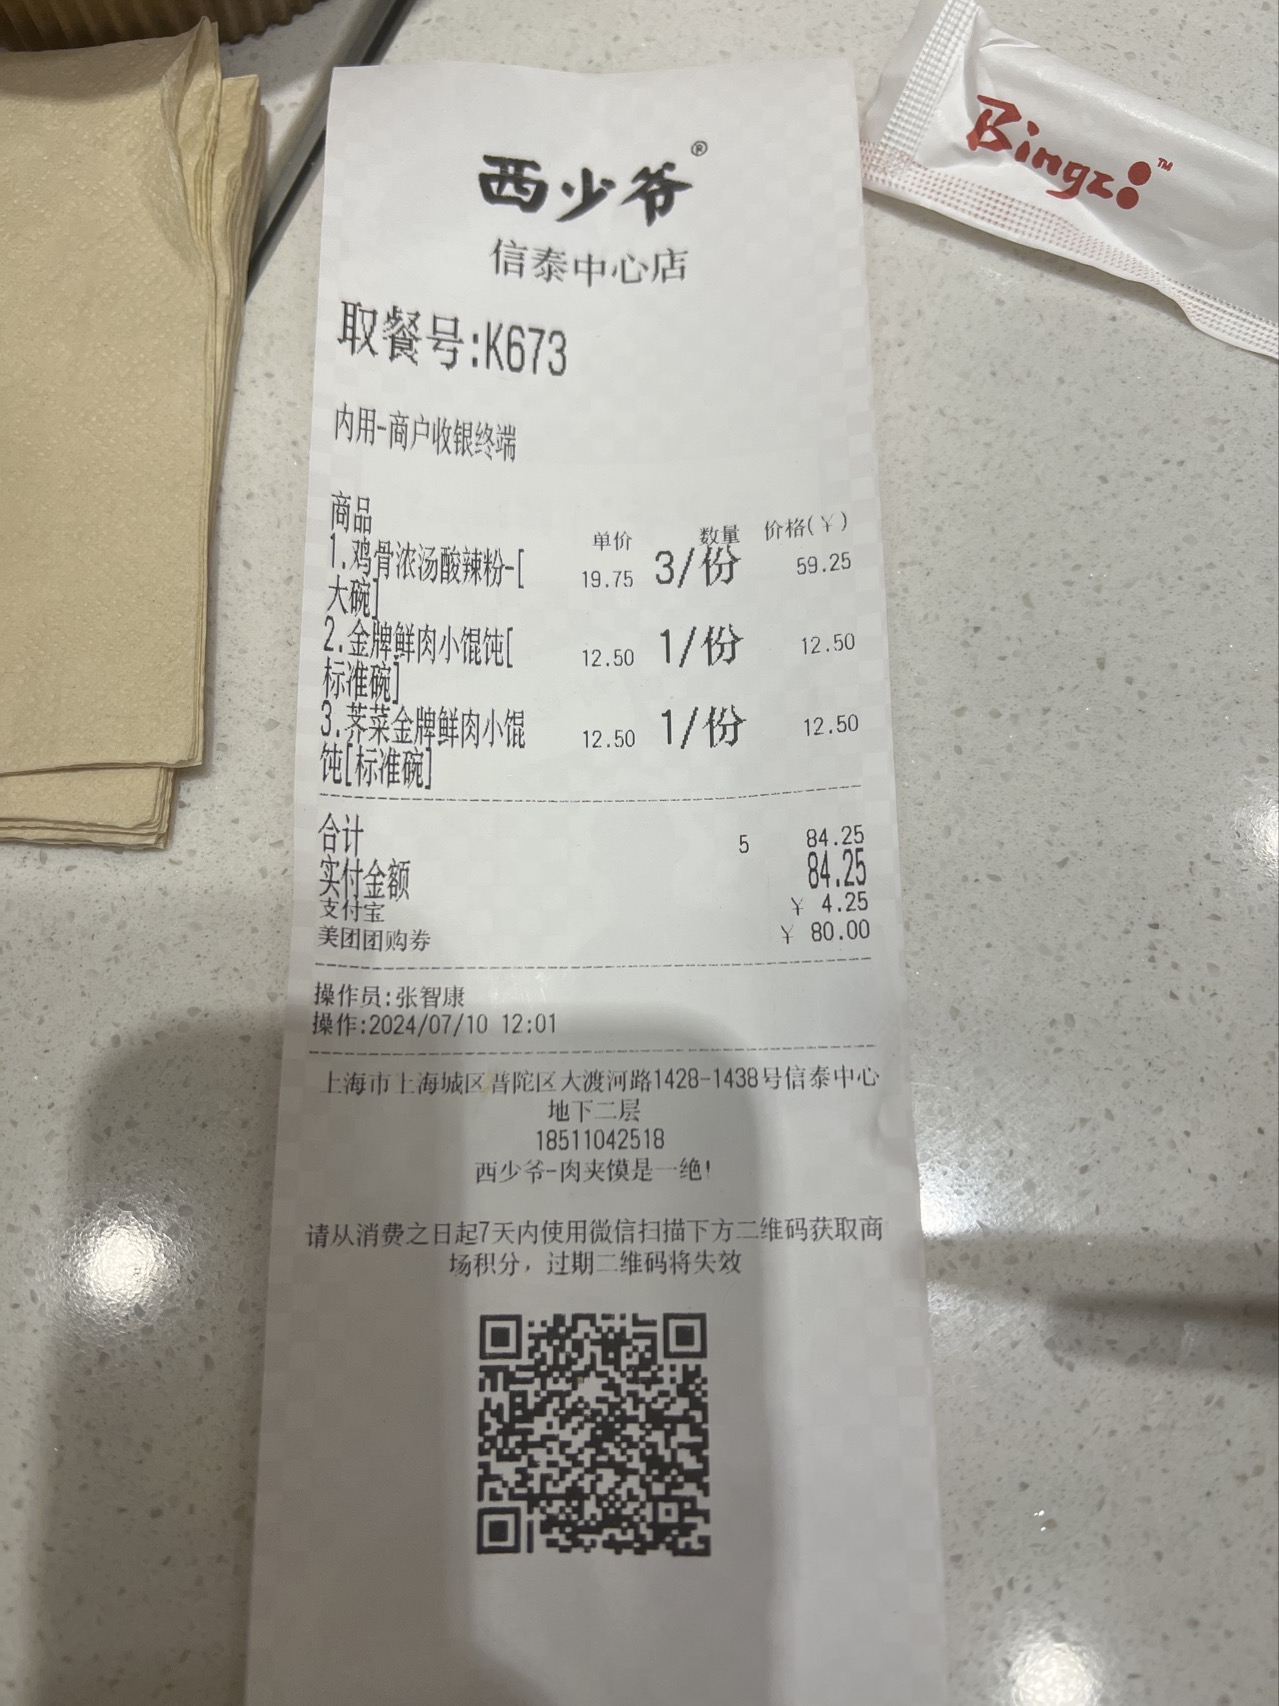 西少爷®
信泰中心店
取餐号:K673
内用-商户收银终端
商品 单价 数量 价格(¥)
1.鸡骨浓汤酸辣粉-[ 19.75 3/份 59.25
大碗]
2.金牌鲜肉小馄饨[ 12.50 1/份 12.50
标准碗]
3.荠菜金牌鲜肉小馄 12.50 1/份 12.50
饨[标准碗]
合计 5 84.25
实付金额 84.25
支付宝 ¥ 4.25
美团团购券 ¥ 80.00
操作员:张智康
操作:2024/07/10 12:01
上海市上海城区普陀区大渡河路1428-1438号信泰中心
地下二层
18511042518
西少爷-肉夹馍是一绝!
请从消费之日起7天内使用微信扫描下方二维码获取商
场积分，过期二维码将失效
Bingz™